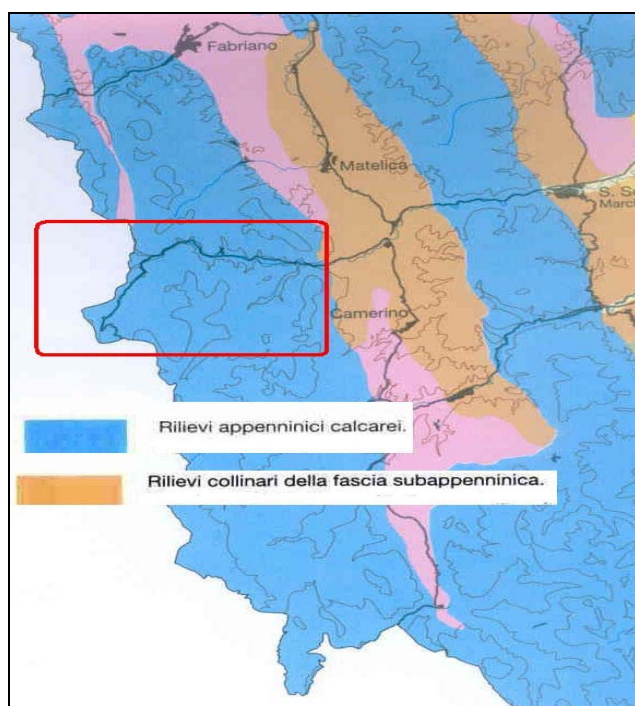 Fabriano
Matelica
S. Se
March
Camerino
Rilievi appenninici calcarei.
Rilievi collinari della fascia subappenninica.